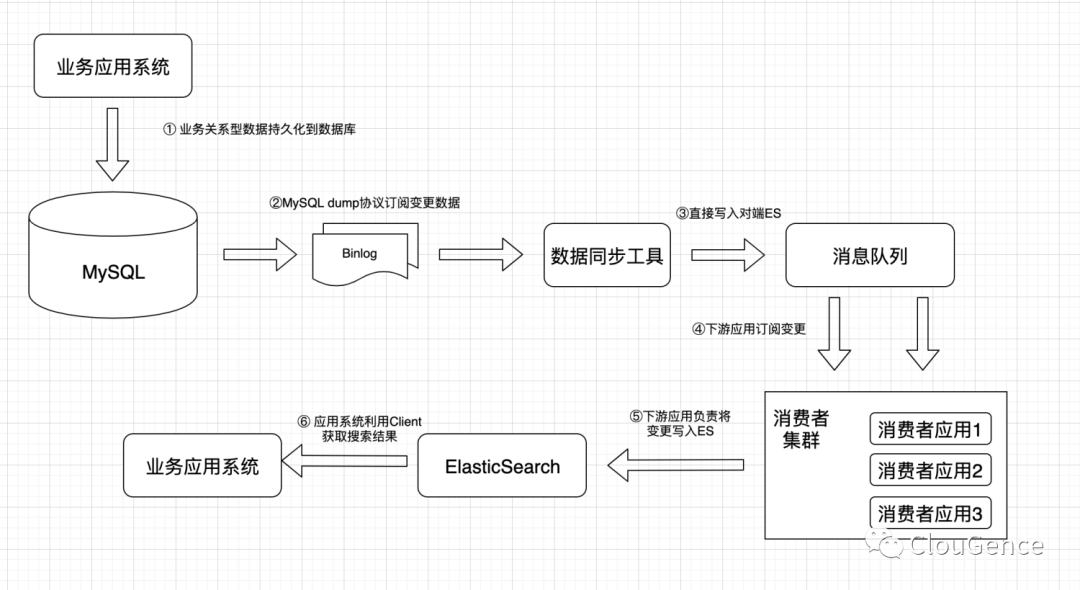 业务应用系统
① 业务关系型数据持久化到数据库
②MySQL dump协议订阅变更数据
③直接写入对端ES
MySQL
Binlog
数据同步工具
消息队列
④下游应用订阅变更
⑥ 应用系统利用Client
获取搜索结果
⑤下游应用负责将
变更写入ES
业务应用系统
ElasticSearch
消费者
集群
消费者应用1
消费者应用2
消费者应用3
ClouGence